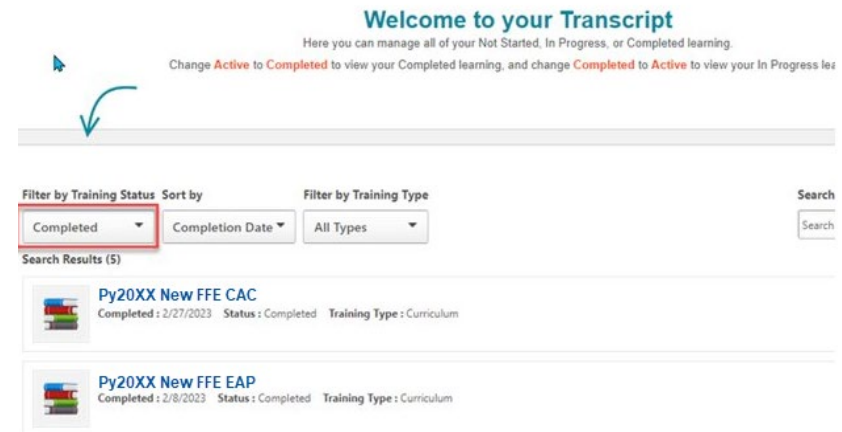 Welcome to your Transcript
Here you can manage all of your Not Started, In Progress, or Completed learning.
Change Active to Completed to view your Completed learning, and change Completed to Active to view your In Progress lea
Filter by Training Status Sort by Filter by Training Type Search
Completed Completion Date All Types Search
Search Results (5)
Py20XX New FFE CAC
Completed : 2/27/2023 Status : Completed Training Type : Curriculum
Py20XX New FFE EAP
Completed : 2/8/2023 Status : Completed Training Type : Curriculum